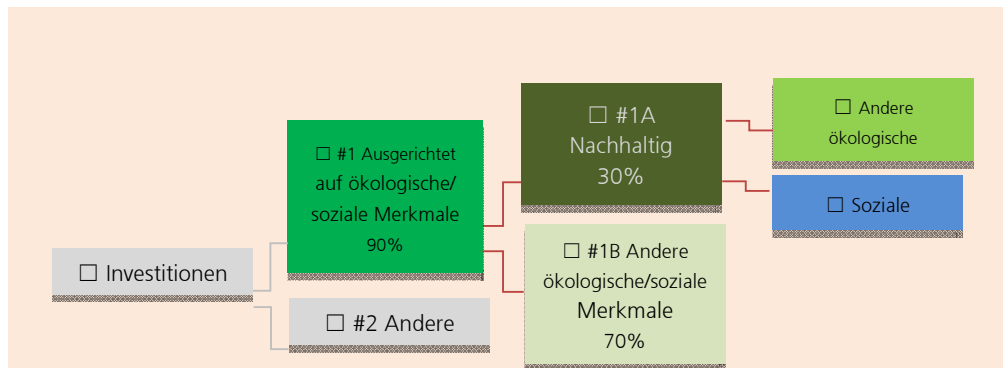 ☐ Investitionen
☐ #1 Ausgerichtet
auf ökologische/
soziale Merkmale
90%
☐ #2 Andere
☐ #1A
Nachhaltig
30%
☐ #1B Andere
ökologische/soziale
Merkmale
70%
☐ Andere
ökologische
☐ Soziale